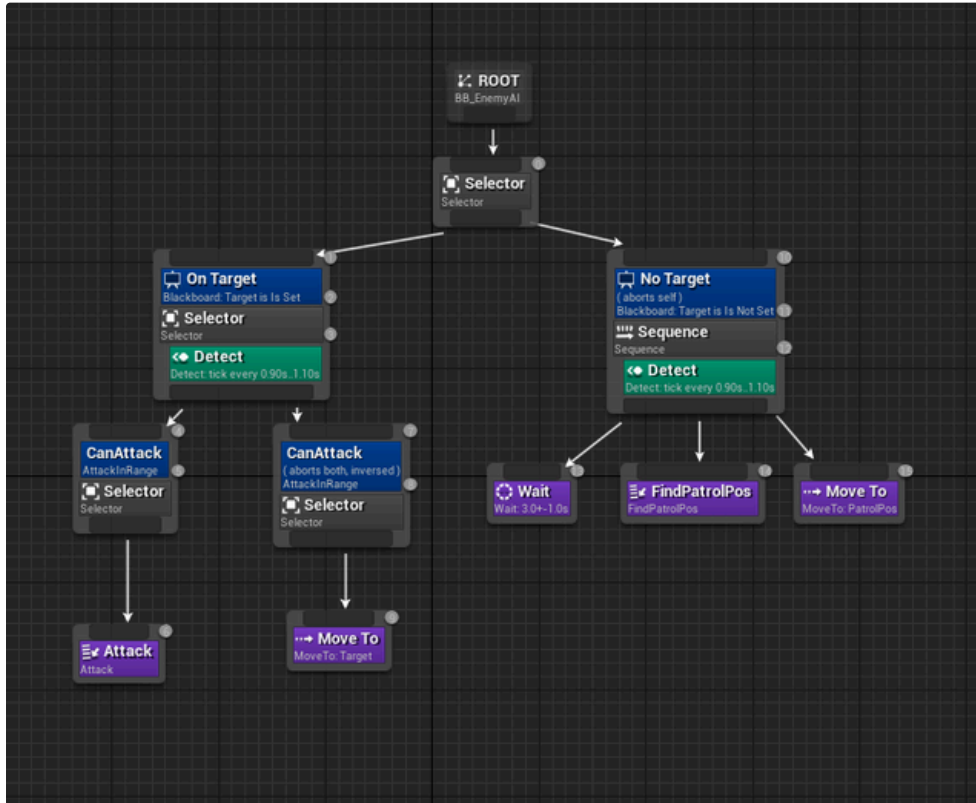 ROOT
BB_EnemyAI
Selector
Selector
On Target
Blackboard: Target is Is Set
Selector
Selector
Detect
Detect: tick every 0.90s..1.10s
No Target
( aborts self )
Blackboard: Target is Is Not Set
Sequence
Sequence
Detect
Detect: tick every 0.90s..1.10s
CanAttack
AttackInRange
Selector
Selector
CanAttack
( aborts both, inversed )
AttackInRange
Selector
Selector
Wait
Wait: 3.0+-1.0s
FindPatrolPos
FindPatrolPos
Move To
MoveTo: PatrolPos
Attack
Attack
Move To
MoveTo: Target